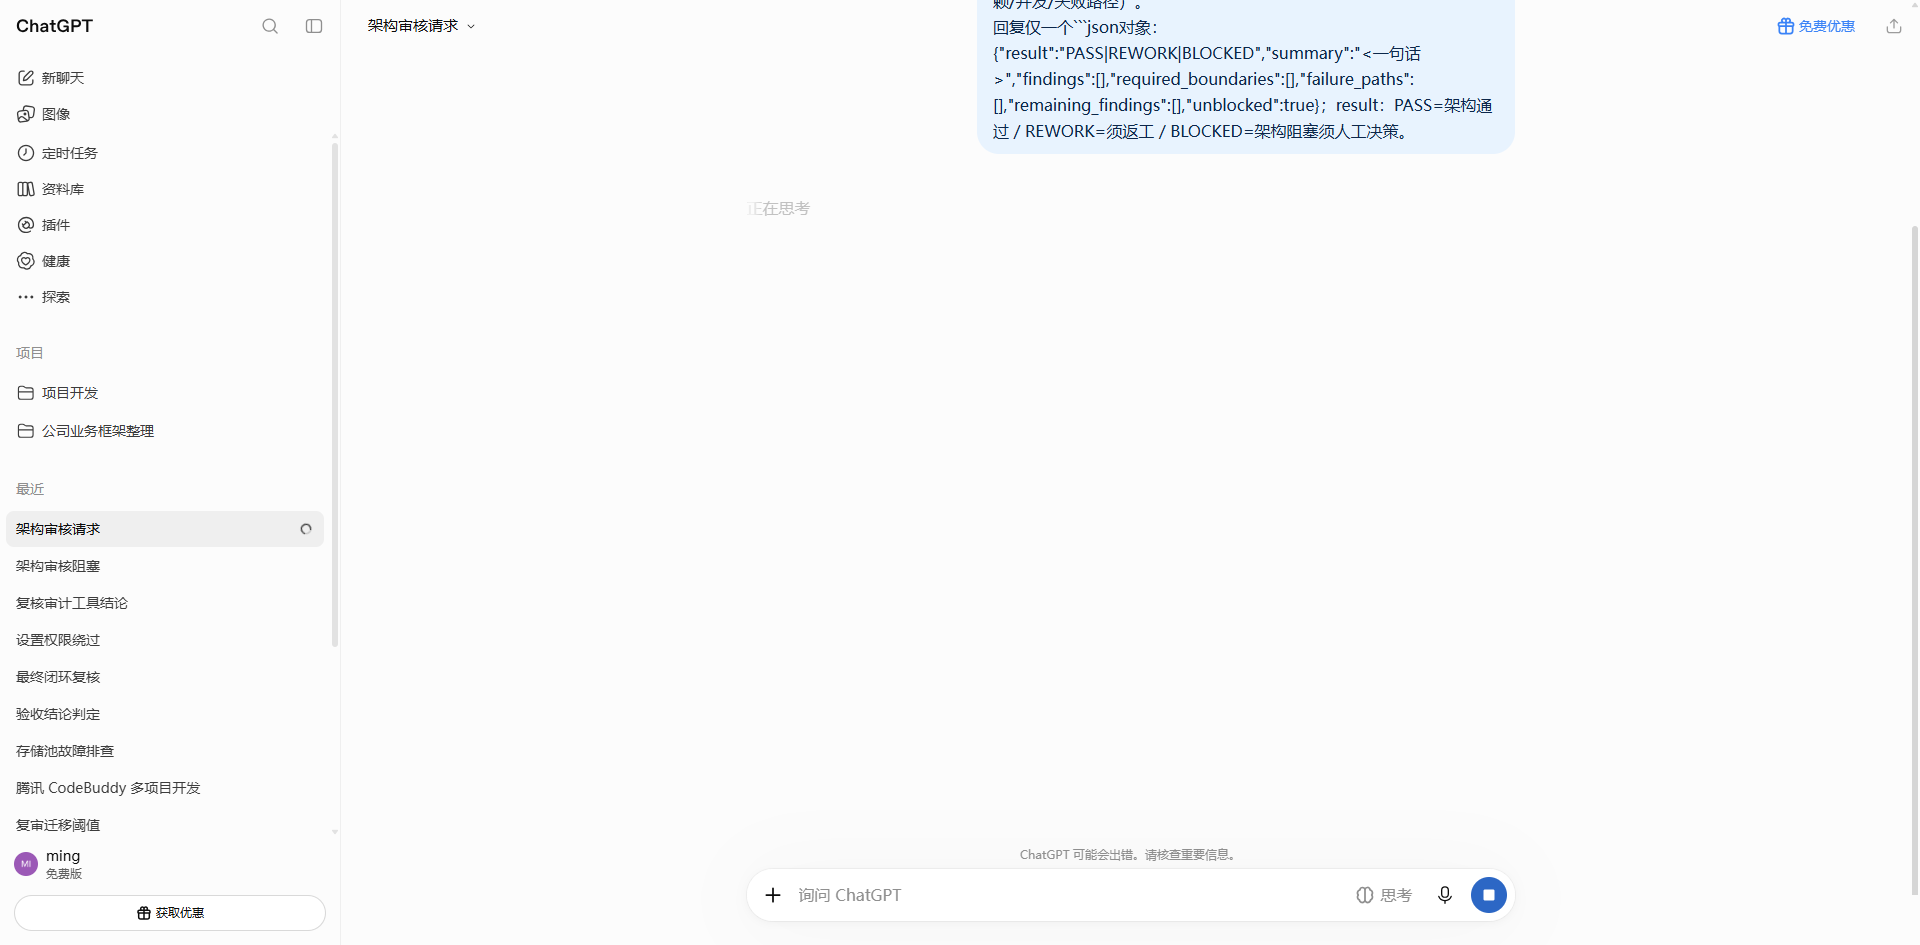 ChatGPT
新聊天
图像
定时任务
资料库
插件
健康
探索
项目
项目开发
公司业务框架整理
最近
架构审核请求
架构审核阻塞
复核审计工具结论
设置权限绕过
最终闭环复核
验收结论判定
存储池故障排查
腾讯 CodeBuddy 多项目开发
复审迁移阈值
MI
ming
免费版
获取优惠
架构审核请求
免费优惠
赖/并发/失败路径）。
回复仅一个```json对象：
{"result":"PASS|REWORK|BLOCKED","summary":"<一句话
>","findings":[],"required_boundaries":[],"failure_paths":
[],"remaining_findings":[],"unblocked":true}；result：PASS=架构通
过 / REWORK=须返工 / BLOCKED=架构阻塞须人工决策。
正在思考
ChatGPT 可能会出错。请核查重要信息。
询问 ChatGPT
思考